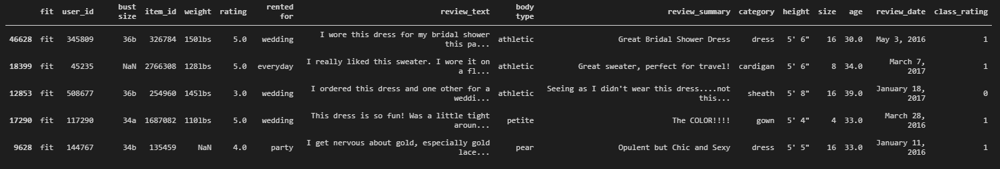 fit user_id bust size item_id weight rating rented for review_text body type review_summary category height size age review_date class_rating
46628 fit 345809 36b 326784 150lbs 5.0 wedding I wore this dress for my bridal shower this pa... athletic Great Bridal Shower Dress dress 5' 6" 16 30.0 May 3, 2016 1
18399 fit 45235 NaN 2766308 128lbs 5.0 everyday I really liked this sweater. I wore it on a fl... athletic Great sweater, perfect for travel! cardigan 5' 6" 8 34.0 March 7, 2017 1
12853 fit 508677 36b 254960 145lbs 3.0 wedding I ordered this dress and one other for a weddi... athletic Seeing as I didn't wear this dress....not this... sheath 5' 8" 16 39.0 January 18, 2017 0
17290 fit 117290 34a 1687082 110lbs 5.0 wedding This dress is so fun! Was a little tight aroun... petite The COLOR!!!! gown 5' 4" 4 33.0 March 28, 2016 1
9628 fit 144767 34b 135459 NaN 4.0 party I get nervous about gold, especially gold lace... pear Opulent but Chic and Sexy dress 5' 5" 16 33.0 January 11, 2016 1